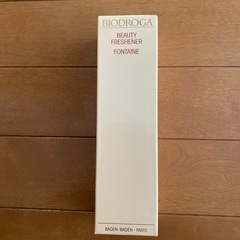 BIODROGA
BEAUTY
FRESHENER
FONTAINE
BADEN-BADEN • PARIS